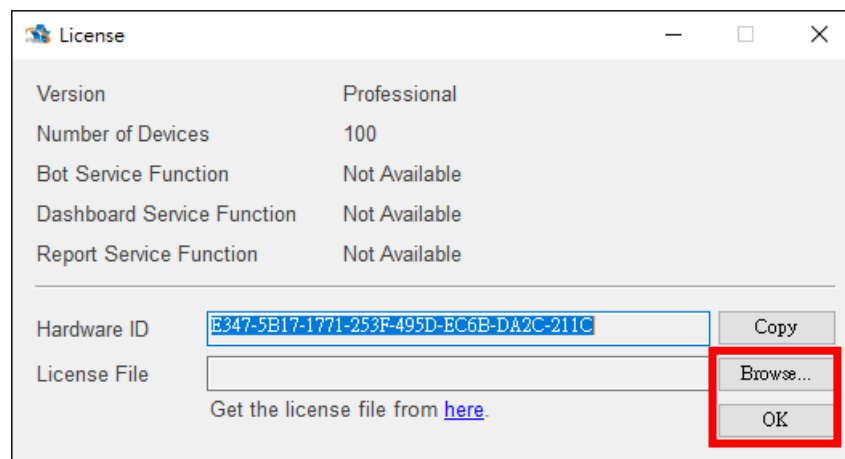 License
Version Professional
Number of Devices 100
Bot Service Function Not Available
Dashboard Service Function Not Available
Report Service Function Not Available
Hardware ID E347-5B17-1771-253F-495D-EC6B-DA2C-211C Copy
License File Browse...
Get the license file from here. OK